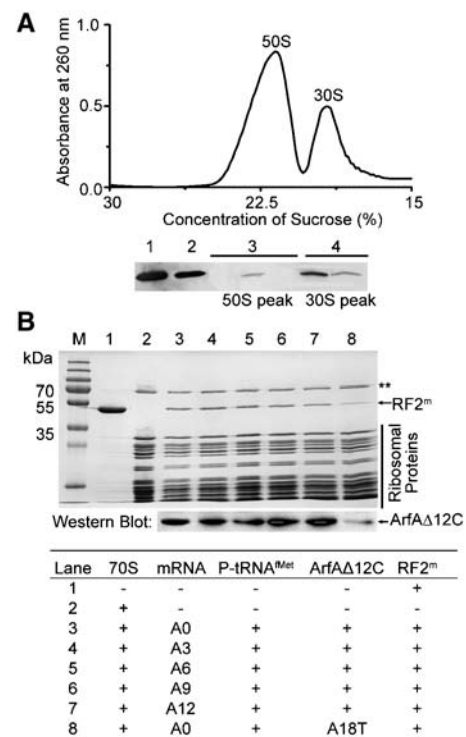 A
Absorbance at 260 nm
1.0
0.5
0.0
50S
30S
30 22.5 15
Concentration of Sucrose (%)
1 2 3 4
50S peak 30S peak
B
M 1 2 3 4 5 6 7 8
kDa
70
55
35
**
RF2ᵐ
Ribosomal Proteins
Western Blot: ArfAΔ12C
Lane 70S mRNA P-tRNAᶠᴹᵉᵗ ArfAΔ12C RF2ᵐ
1 - - - - +
2 + - - - -
3 + A0 + + +
4 + A3 + + +
5 + A6 + + +
6 + A9 + + +
7 + A12 + + +
8 + A0 + A18T +